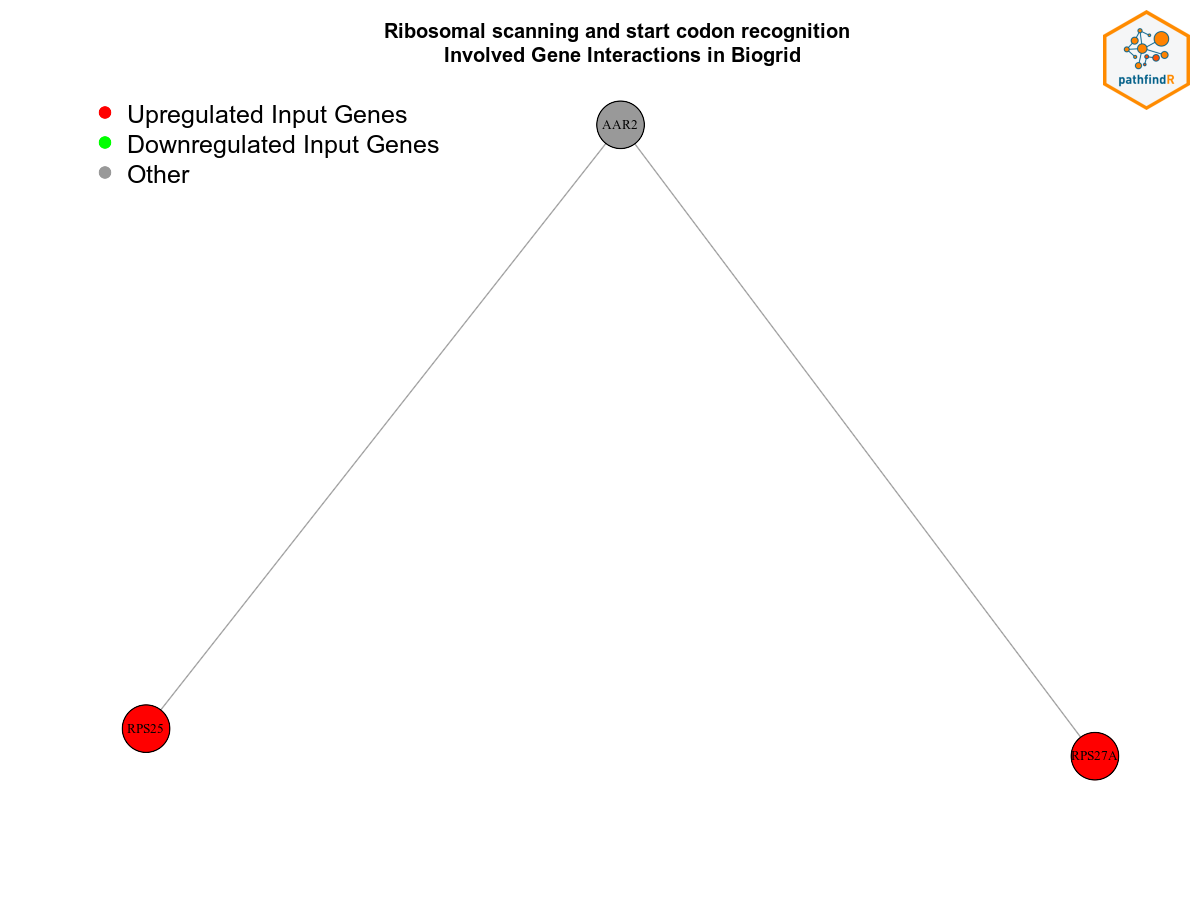 Ribosomal scanning and start codon recognition
Involved Gene Interactions in Biogrid
pathfindR
Upregulated Input Genes
Downregulated Input Genes
Other
AAR2
RPS25
RPS27A